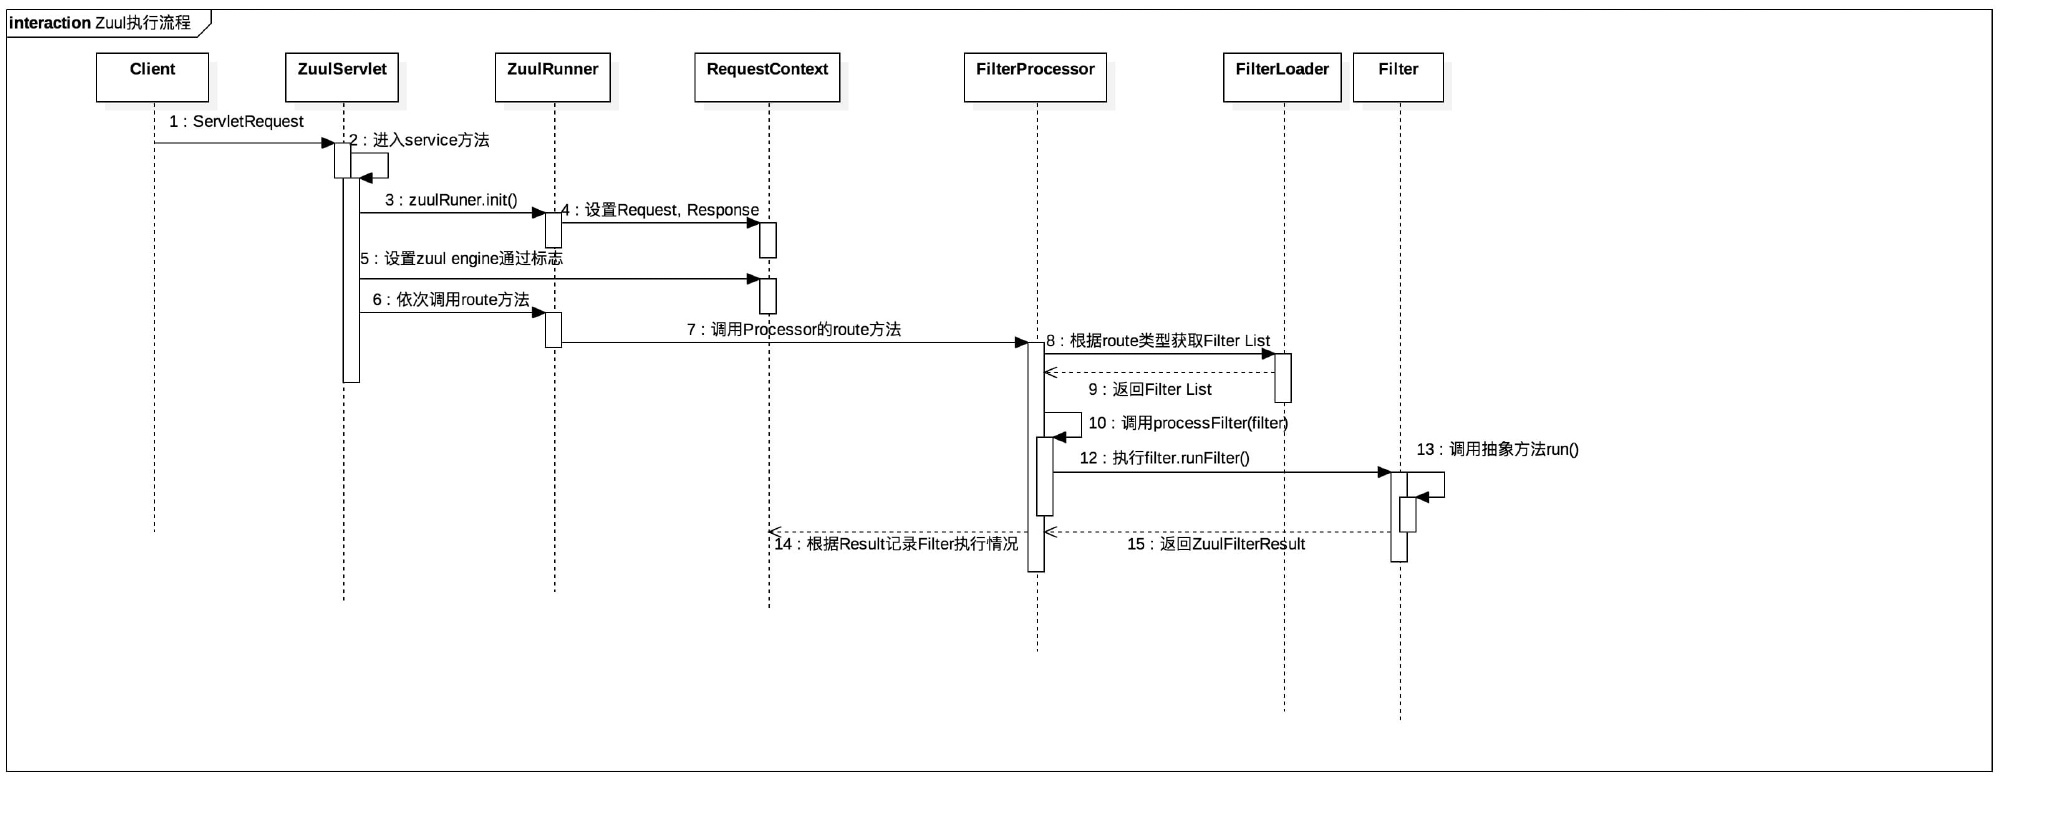 interaction Zuul执行流程
Client
ZuulServlet
ZuulRunner
RequestContext
FilterProcessor
FilterLoader
Filter
1 : ServletRequest
2 : 进入service方法
3 : zuulRuner.init()
4 : 设置Request, Response
5 : 设置zuul engine通过标志
6 : 依次调用route方法
7 : 调用Processor的route方法
8 : 根据route类型获取Filter List
9 : 返回Filter List
10 : 调用processFilter(filter)
13 : 调用抽象方法run()
12 : 执行filter.runFilter()
14 : 根据Result记录Filter执行情况
15 : 返回ZuulFilterResult